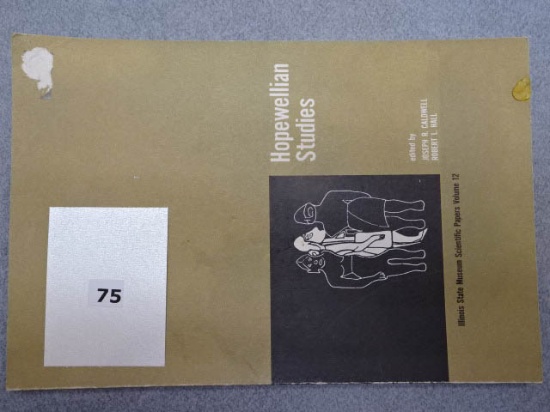 Hopewellian
Studies
edited by
JOSEPH R. CALDWELL
ROBERT L. HALL
Illinois State Museum Scientific Papers Volume 12
75